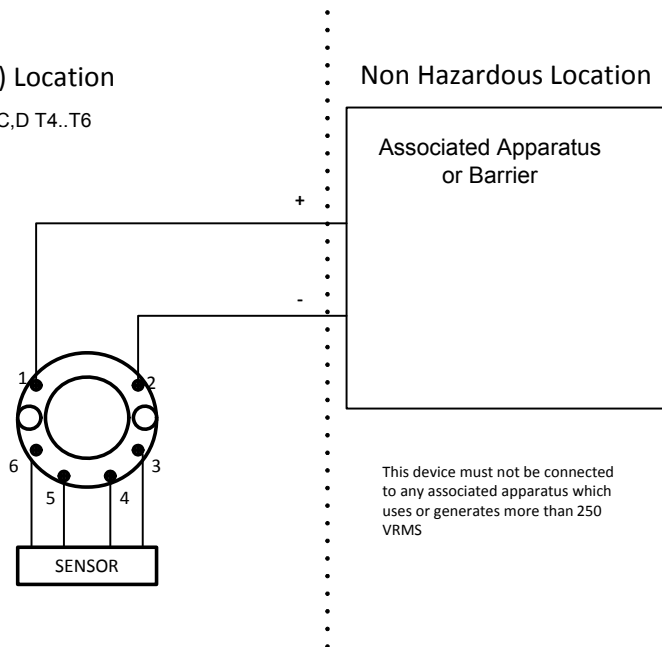 ) Location
C,D T4..T6
Non Hazardous Location
Associated Apparatus
or Barrier
+
-
1
2
6
3
5
4
SENSOR
This device must not be connected
to any associated apparatus which
uses or generates more than 250
VRMS